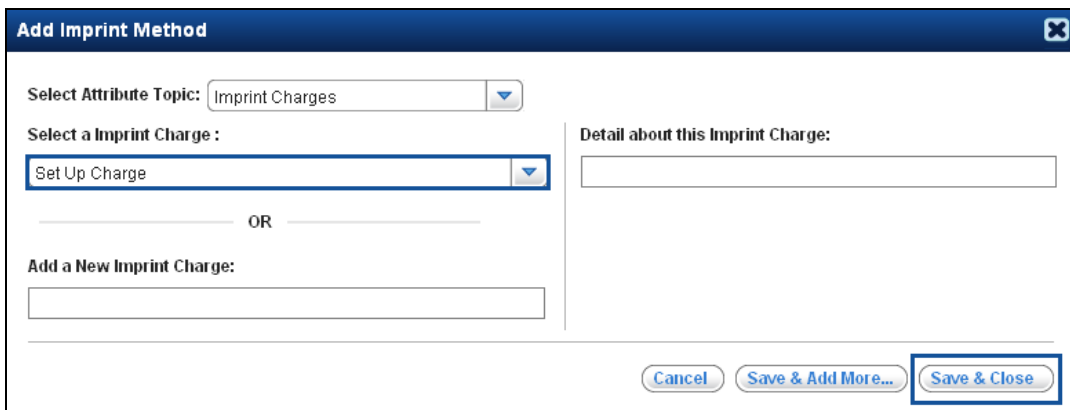 Add Imprint Method
Select Attribute Topic: Imprint Charges
Select a Imprint Charge :
Set Up Charge
OR
Add a New Imprint Charge:
Detail about this Imprint Charge:
Cancel Save & Add More... Save & Close